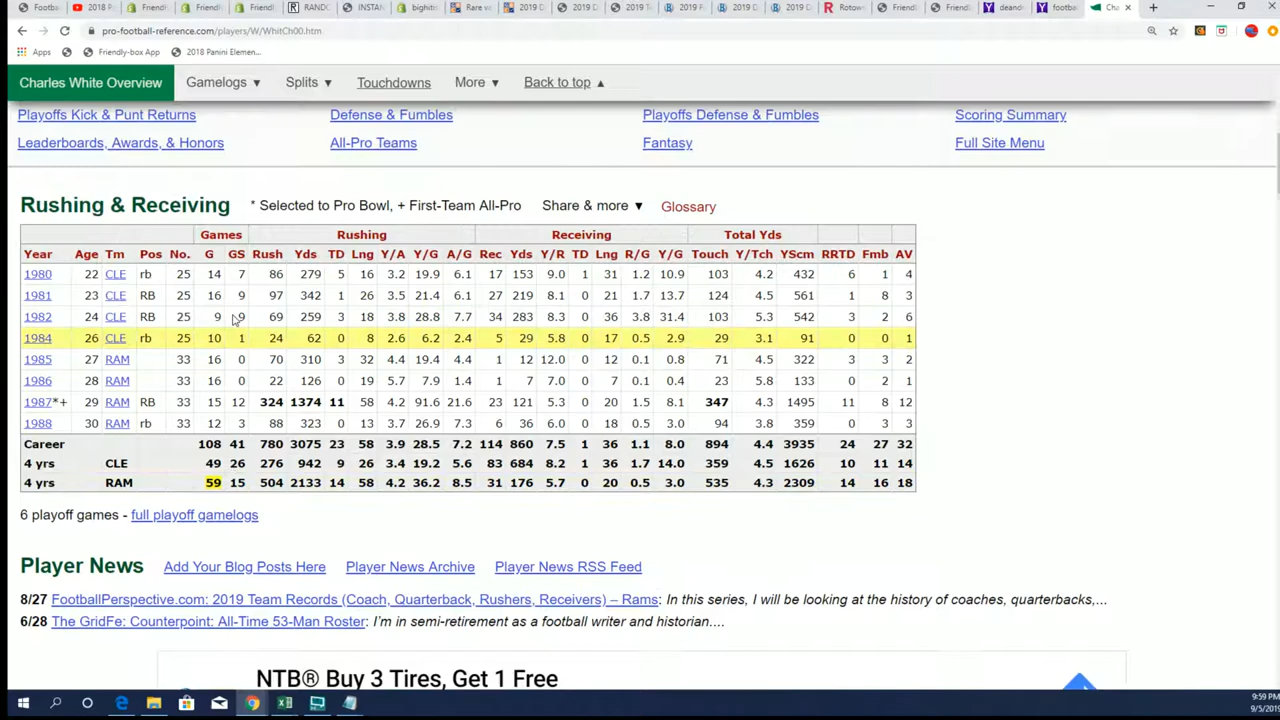 Footba 2018 P Friendl Friendl Friendl RANDO INSTAN bighits Rare va 2019 D 2019 D 2019 T 2019 F 2019 D 2019 D Rotow Friendl Friendl deand footba Cha
pro-football-reference.com/players/W/WhitCh00.htm
Apps Friendly-box App 2018 Panini Elemen...
Charles White Overview Gamelogs ▼ Splits ▼ Touchdowns More ▼ Back to top ▲
Playoffs Kick & Punt Returns Defense & Fumbles Playoffs Defense & Fumbles Scoring Summary
Leaderboards, Awards, & Honors All-Pro Teams Fantasy Full Site Menu
Rushing & Receiving * Selected to Pro Bowl, + First-Team All-Pro Share & more ▼ Glossary
Games Rushing Receiving Total Yds
Year Age Tm Pos No. G GS Rush Yds TD Lng Y/A Y/G A/G Rec Yds Y/R TD Lng R/G Y/G Touch Y/Tch YScm RRTD Fmb AV
1980 22 CLE rb 25 14 7 86 279 5 16 3.2 19.9 6.1 17 153 9.0 1 31 1.2 10.9 103 4.2 432 6 1 4
1981 23 CLE RB 25 16 9 97 342 1 26 3.5 21.4 6.1 27 219 8.1 0 21 1.7 13.7 124 4.5 561 1 8 3
1982 24 CLE RB 25 9 9 69 259 3 18 3.8 28.8 7.7 34 283 8.3 0 36 3.8 31.4 103 5.3 542 3 2 6
1984 26 CLE rb 25 10 1 24 62 0 8 2.6 6.2 2.4 5 29 5.8 0 17 0.5 2.9 29 3.1 91 0 0 1
1985 27 RAM 33 16 0 70 310 3 32 4.4 19.4 4.4 1 12 12.0 0 12 0.1 0.8 71 4.5 322 3 3 2
1986 28 RAM 33 16 0 22 126 0 19 5.7 7.9 1.4 1 7 7.0 0 7 0.1 0.4 23 5.8 133 0 2 1
1987*+ 29 RAM RB 33 15 12 324 1374 11 58 4.2 91.6 21.6 23 121 5.3 0 20 1.5 8.1 347 4.3 1495 11 8 12
1988 30 RAM rb 33 12 3 88 323 0 13 3.7 26.9 7.3 6 36 6.0 0 18 0.5 3.0 94 3.8 359 0 3 3
Career 108 41 780 3075 23 58 3.9 28.5 7.2 114 860 7.5 1 36 1.1 8.0 894 4.4 3935 24 27 32
4 yrs CLE 49 26 276 942 9 26 3.4 19.2 5.6 83 684 8.2 1 36 1.7 14.0 359 4.5 1626 10 11 14
4 yrs RAM 59 15 504 2133 14 58 4.2 36.2 8.5 31 176 5.7 0 20 0.5 3.0 535 4.3 2309 14 16 18
6 playoff games - full playoff gamelogs
Player News Add Your Blog Posts Here Player News Archive Player News RSS Feed
8/27 FootballPerspective.com: 2019 Team Records (Coach, Quarterback, Rushers, Receivers) – Rams: In this series, I will be looking at the history of coaches, quarterbacks,...
6/28 The GridFe: Counterpoint: All-Time 53-Man Roster: I'm in semi-retirement as a football writer and historian....
NTB® Buy 3 Tires, Get 1 Free
9:59 PM
9/5/2019